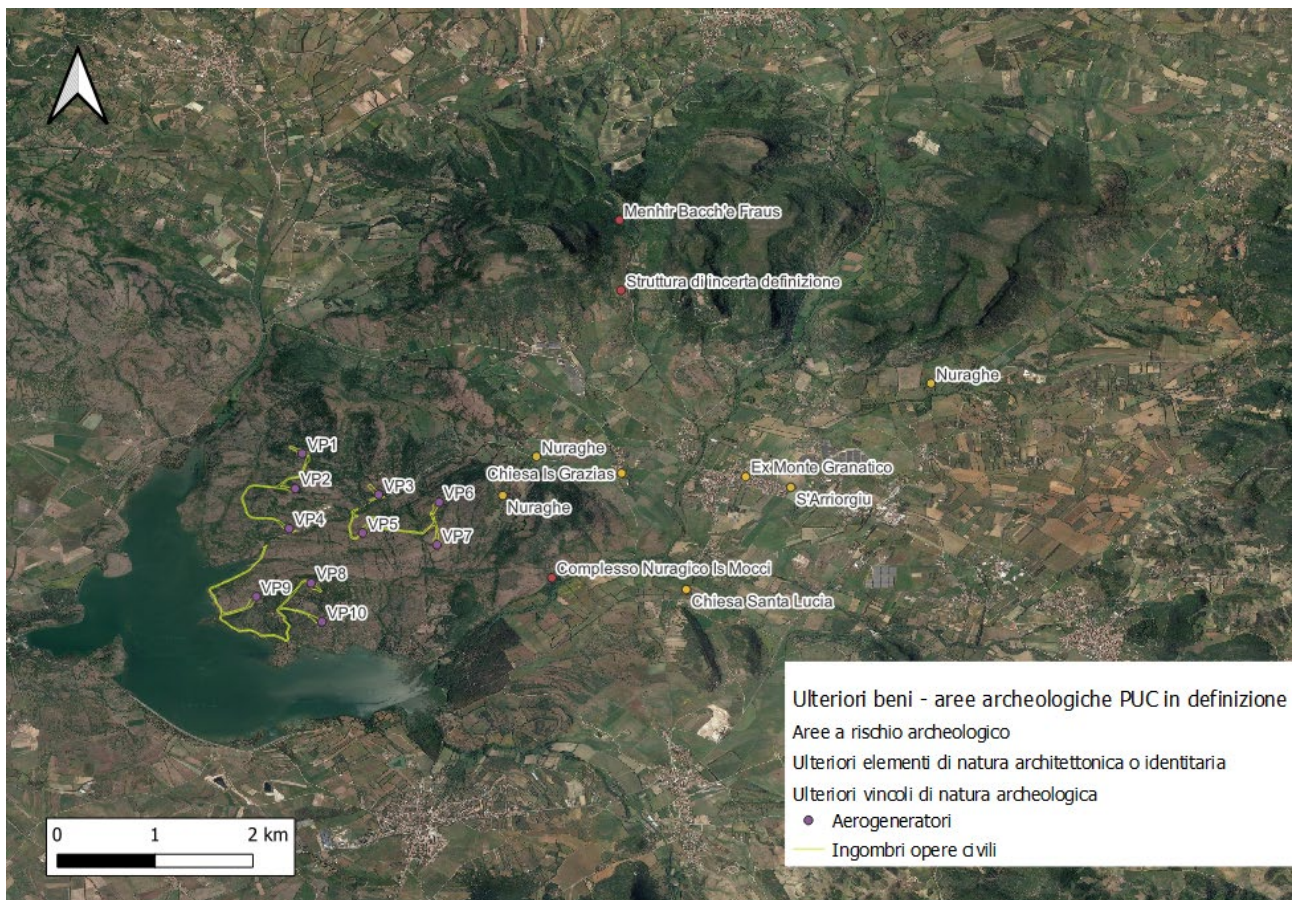 Menhir Bacch'e Fraus
Struttura di incerta definizione
Nuraghe
VP1
Nuraghe
Chiesa Is Grazias
Ex Monte Granatico
VP2
VP3
S'Arriorgiu
VP6
Nuraghe
VP4
VP5
VP7
Complesso Nuragico Is Mocci
VP8
VP9
Chiesa Santa Lucia
VP10
Ulteriori beni - aree archeologiche PUC in definizione
Aree a rischio archeologico
Ulteriori elementi di natura architettonica o identitaria
Ulteriori vincoli di natura archeologica
Aerogeneratori
Ingombri opere civili
0 1 2 km